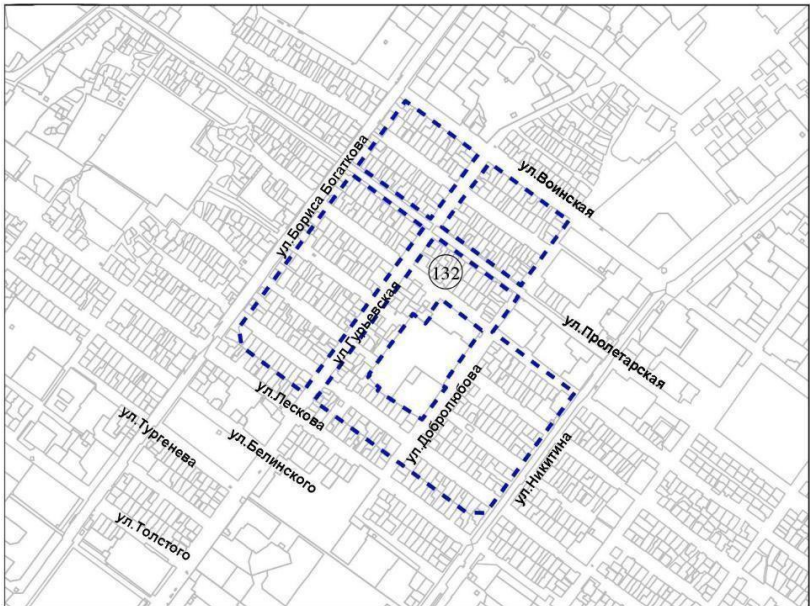 ул.Бориса Богаткова
ул.Воинская
132
ул.Гурьевская
ул.Пролетарская
ул.Лескова
ул.Добролюбова
ул.Тургенева
ул.Белинского
ул.Никитина
ул.Толстого